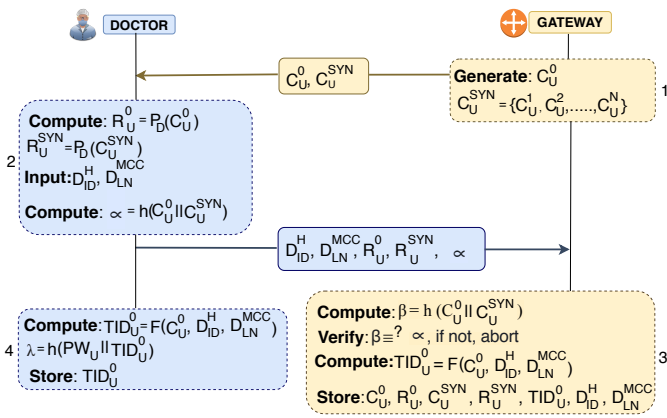 DOCTOR
GATEWAY
C_U^0, C_U^SYN
Generate: C_U^0
C_U^SYN = {C_U^1, C_U^2,.....,C_U^N}
1
Compute: R_U^0 = P_D(C_U^0)
R_U^SYN = P_D(C_U^SYN)
Input: D_ID^H, D_LN^MCC
Compute: ∝ = h(C_U^0||C_U^SYN)
2
D_ID^H, D_LN^MCC, R_U^0, R_U^SYN, ∝
Compute: β = h (C_U^0|| C_U^SYN)
Verify: β ≡? ∝, if not, abort
Compute: TID_U^0 = F(C_U^0, D_ID^H, D_LN^MCC)
Store: C_U^0, R_U^0, C_U^SYN, R_U^SYN, TID_U^0, D_ID^H, D_LN^MCC
3
Compute: TID_U^0 = F(C_U^0, D_ID^H, D_LN^MCC)
λ = h(PW_U || TID_U^0)
Store: TID_U^0
4